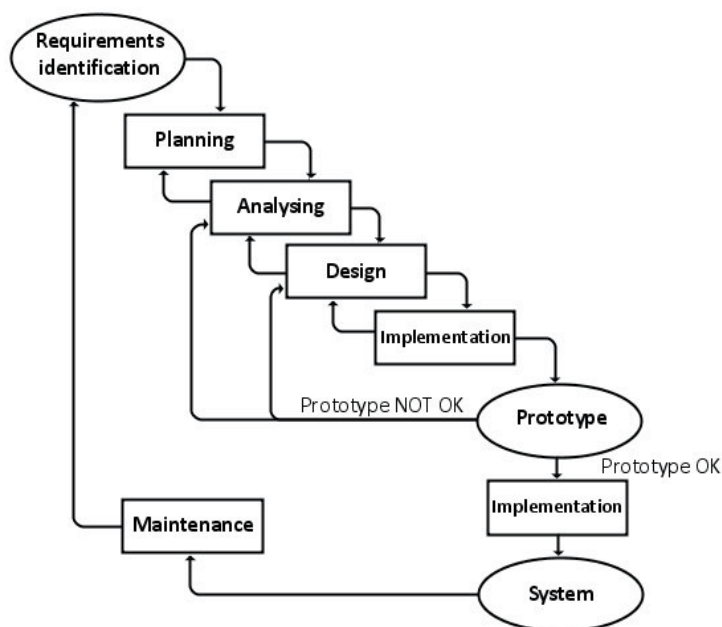 Requirements
identification
Planning
Analysing
Design
Implementation
Prototype NOT OK
Prototype
Prototype OK
Implementation
Maintenance
System